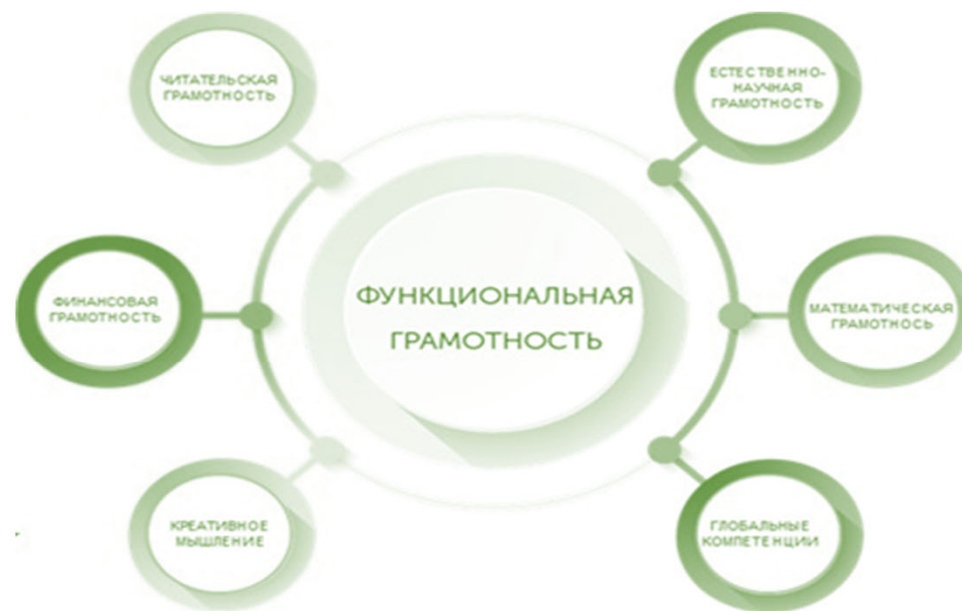 ЧИТАТЕЛЬСКАЯ
ГРАМОТНОСТЬ
ЕСТЕСТВЕННО-
НАУЧНАЯ
ГРАМОТНОСТЬ
ФИНАНСОВАЯ
ГРАМОТНОСТЬ
ФУНКЦИОНАЛЬНАЯ
ГРАМОТНОСТЬ
МАТЕМАТИЧЕСКАЯ
ГРАМОТНОСЬ
КРЕАТИВНОЕ
МЫШЛЕНИЕ
ГЛОБАЛЬНЫЕ
КОМПЕТЕНЦИИ